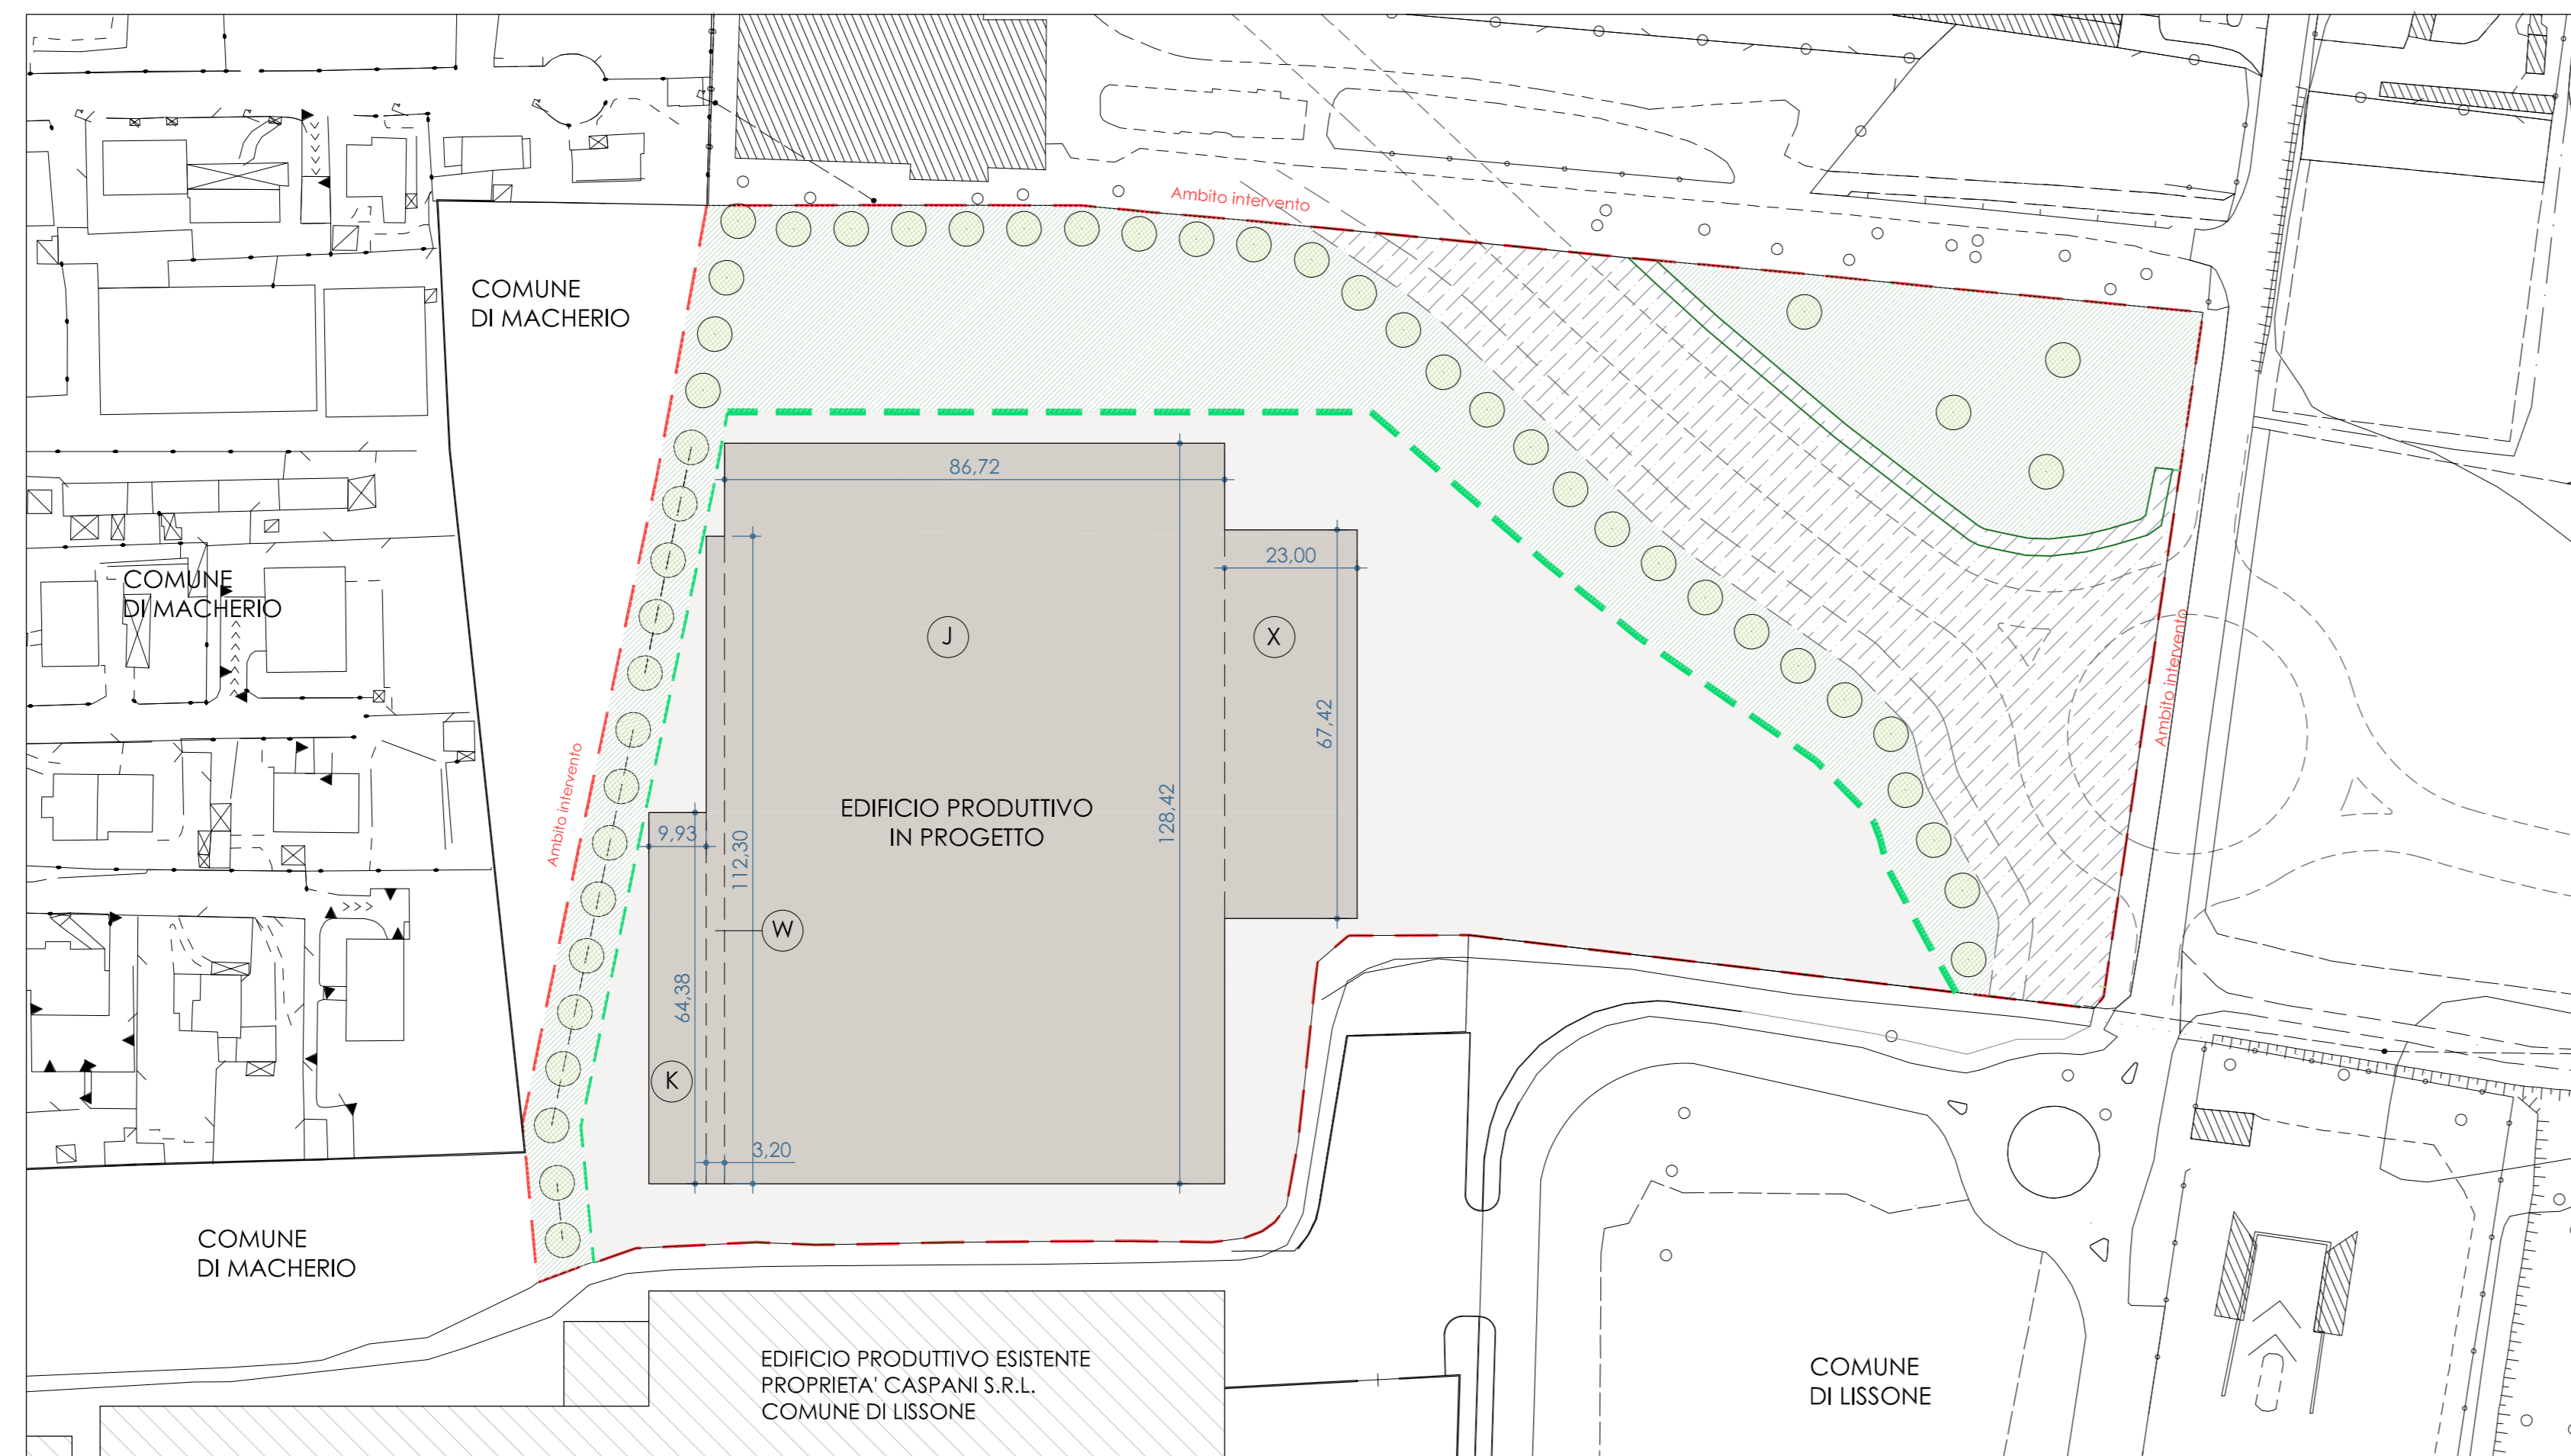 Ambito intervento
COMUNE
DI MACHERIO
86,72
23,00
COMUNE
DI MACHERIO
J
X
Ambito intervento
67,42
EDIFICIO PRODUTTIVO
IN PROGETTO
128,42
Ambito intervento
9,93
112,30
W
64,38
K
3,20
COMUNE
DI MACHERIO
EDIFICIO PRODUTTIVO ESISTENTE
PROPRIETA' CASPANI S.R.L.
COMUNE DI LISSONE
COMUNE
DI LISSONE